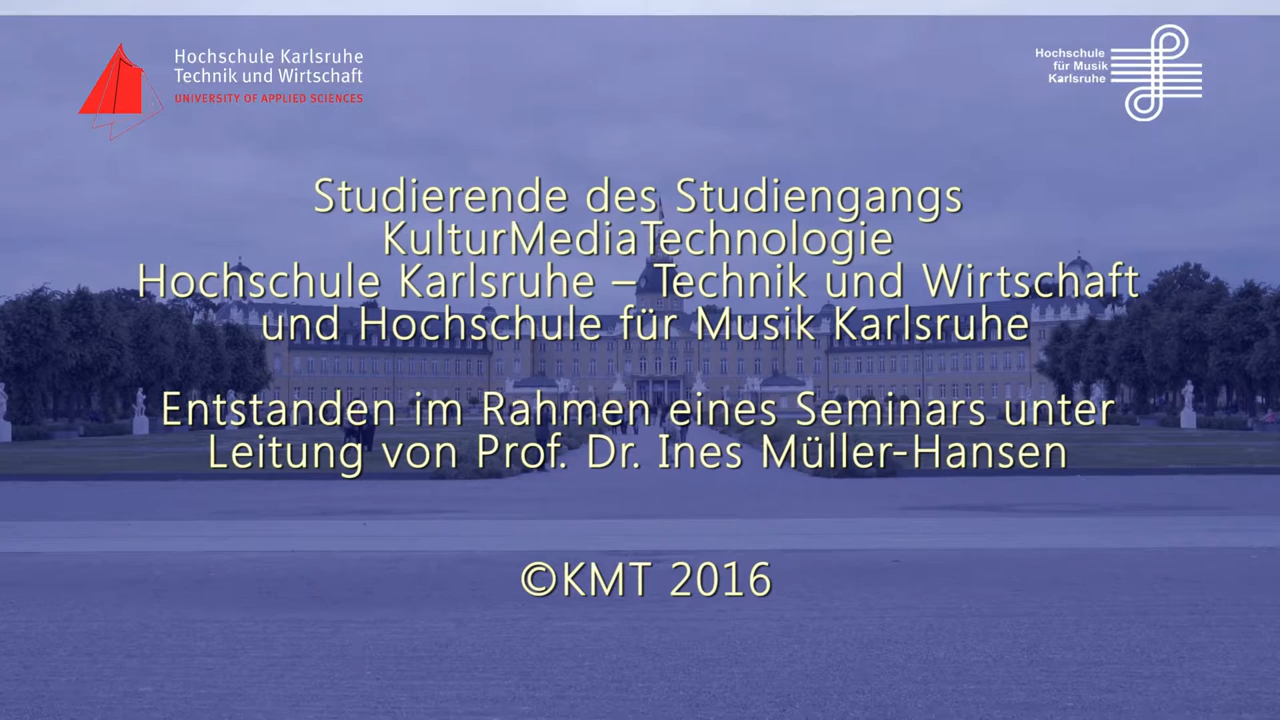 Hochschule Karlsruhe
Technik und Wirtschaft
UNIVERSITY OF APPLIED SCIENCES
Hochschule
für Musik
Karlsruhe
Studierende des Studiengangs
KulturMediaTechnologie
Hochschule Karlsruhe – Technik und Wirtschaft
und Hochschule für Musik Karlsruhe
Entstanden im Rahmen eines Seminars unter
Leitung von Prof. Dr. Ines Müller-Hansen
©KMT 2016